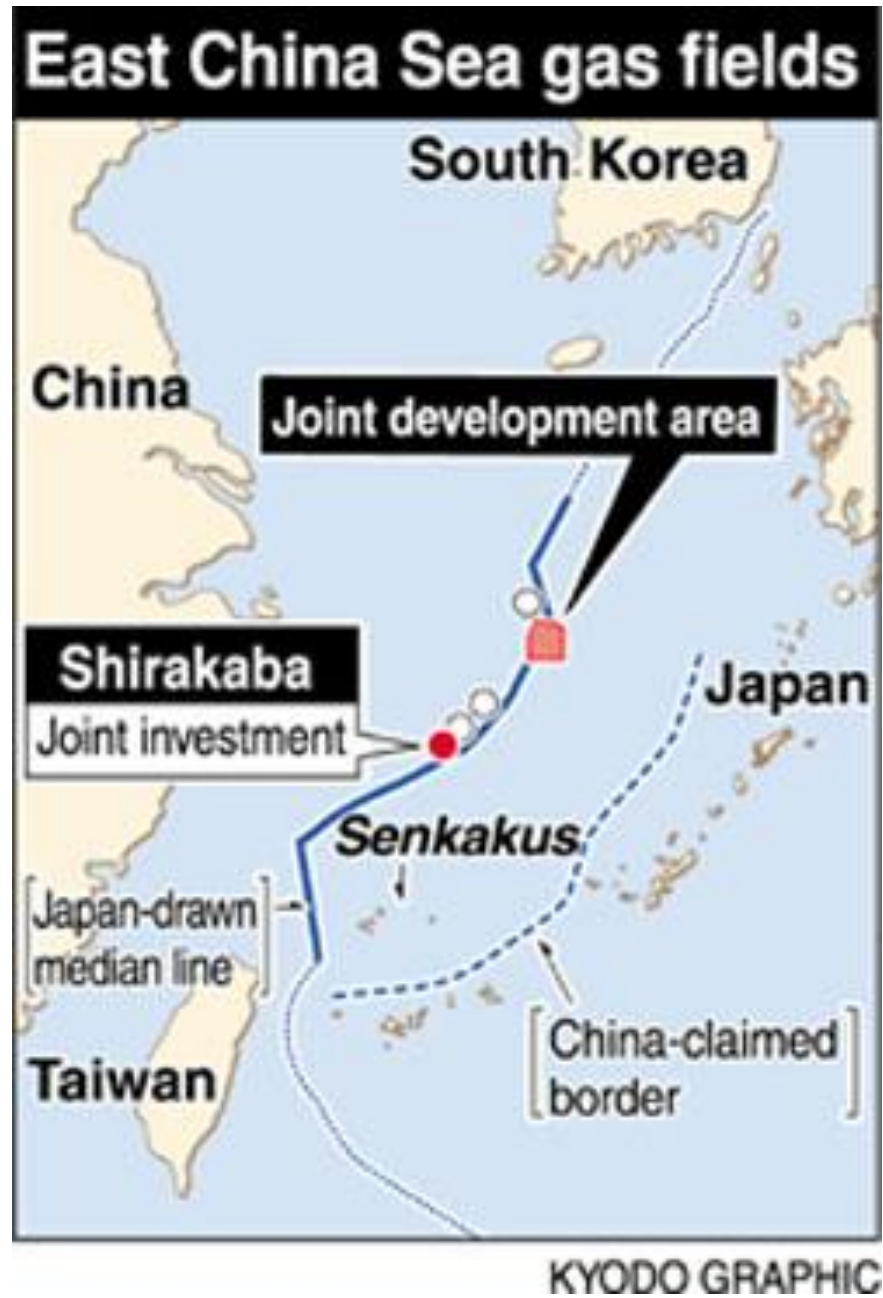 East China Sea gas fields
South Korea
China
Joint development area
Shirakaba
Joint investment
Japan
Senkakus
Japan-drawn
median line
China-claimed
border
Taiwan
KYODO GRAPHIC